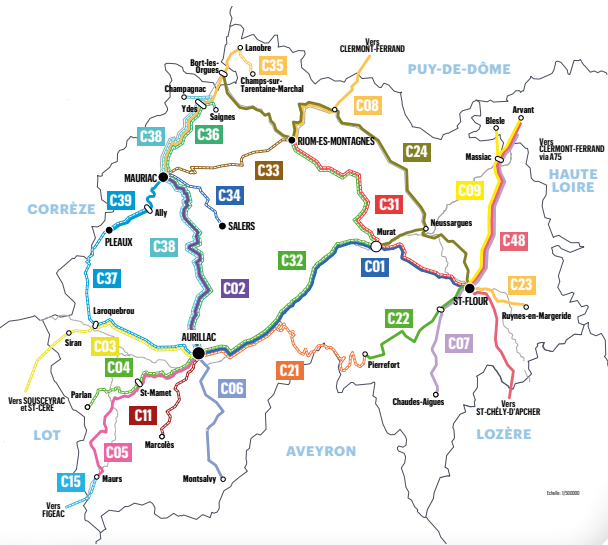 Lanobre
Vers
CLERMONT-FERRAND
Bort-les-
Orgues
C35
PUY-DE-DÔME
Champs-sur-
Tarentaine-Marchal
Champagnac
Ydes
Saignes
C08
Blesle
Arvant
C38
C36
RIOM-ES-MONTAGNES
C24
Massiac
Vers
CLERMONT-FERRAND
via A75
HAUTE
LOIRE
C33
MAURIAC
C39
C34
C09
CORRÈZE
Ally
C31
SALERS
Neussargues
PLEAUX
Murat
C48
C38
C32
C01
C37
C02
C23
ST-FLOUR
Laroquebrou
Ruynes-en-Margeride
C22
AURILLAC
Siran
C03
C07
C04
Pierrefort
C21
C06
Parlan
St-Mamet
Vers SOUSCEYRAC
et ST-CÉRÉ
Chaudes-Aigues
Vers
ST-CHÉLY-D'APCHER
C11
LOT
Marcolès
LOZÈRE
C05
AVEYRON
C15
Maurs
Montsalvy
Vers
FIGEAC
Echelle: 1/500000